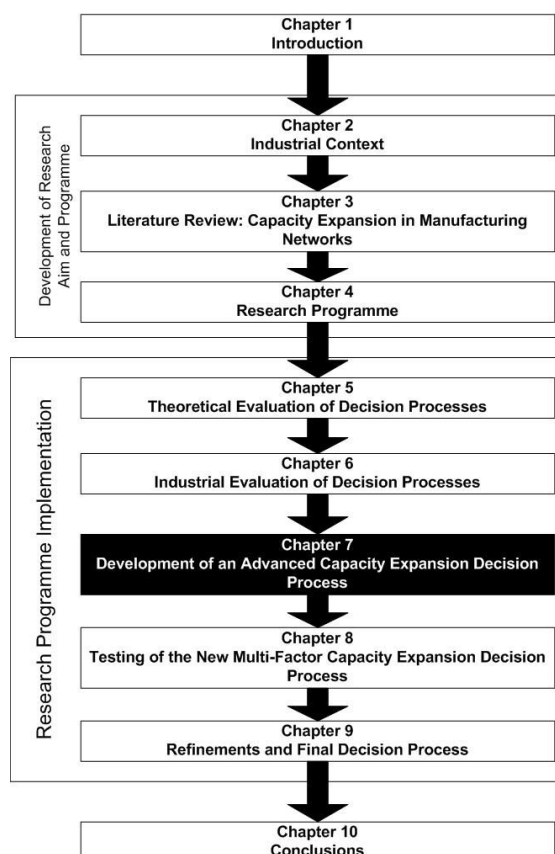 Chapter 1
Introduction
Development of Research
Aim and Programme
Chapter 2
Industrial Context
Chapter 3
Literature Review: Capacity Expansion in Manufacturing
Networks
Chapter 4
Research Programme
Research Programme Implementation
Chapter 5
Theoretical Evaluation of Decision Processes
Chapter 6
Industrial Evaluation of Decision Processes
Chapter 7
Development of an Advanced Capacity Expansion Decision
Process
Chapter 8
Testing of the New Multi-Factor Capacity Expansion Decision
Process
Chapter 9
Refinements and Final Decision Process
Chapter 10
Conclusions